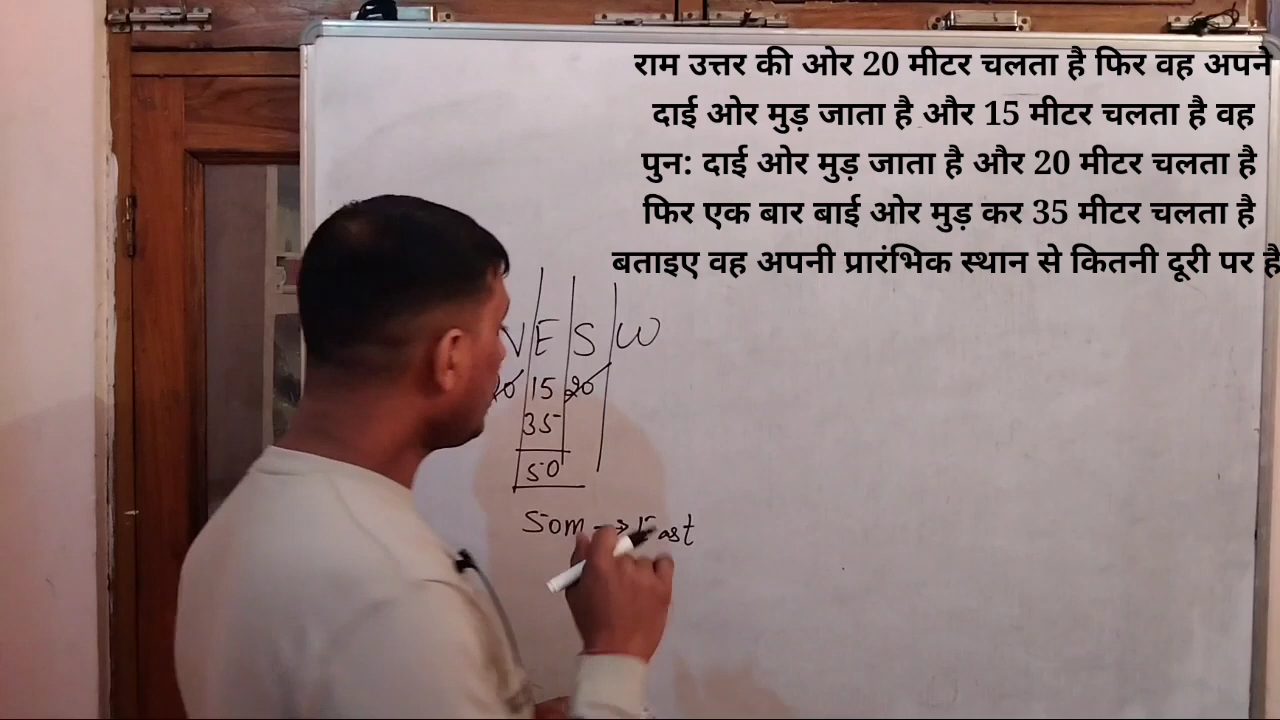 राम उत्तर की ओर 20 मीटर चलता है फिर वह अपने
दाई ओर मुड़ जाता है और 15 मीटर चलता है वह
पुन: दाई ओर मुड़ जाता है और 20 मीटर चलता है
फिर एक बार बाई ओर मुड़ कर 35 मीटर चलता है
बताइए वह अपनी प्रारंभिक स्थान से कितनी दूरी पर है
N E S W
20 15 20
35
50
50m → East